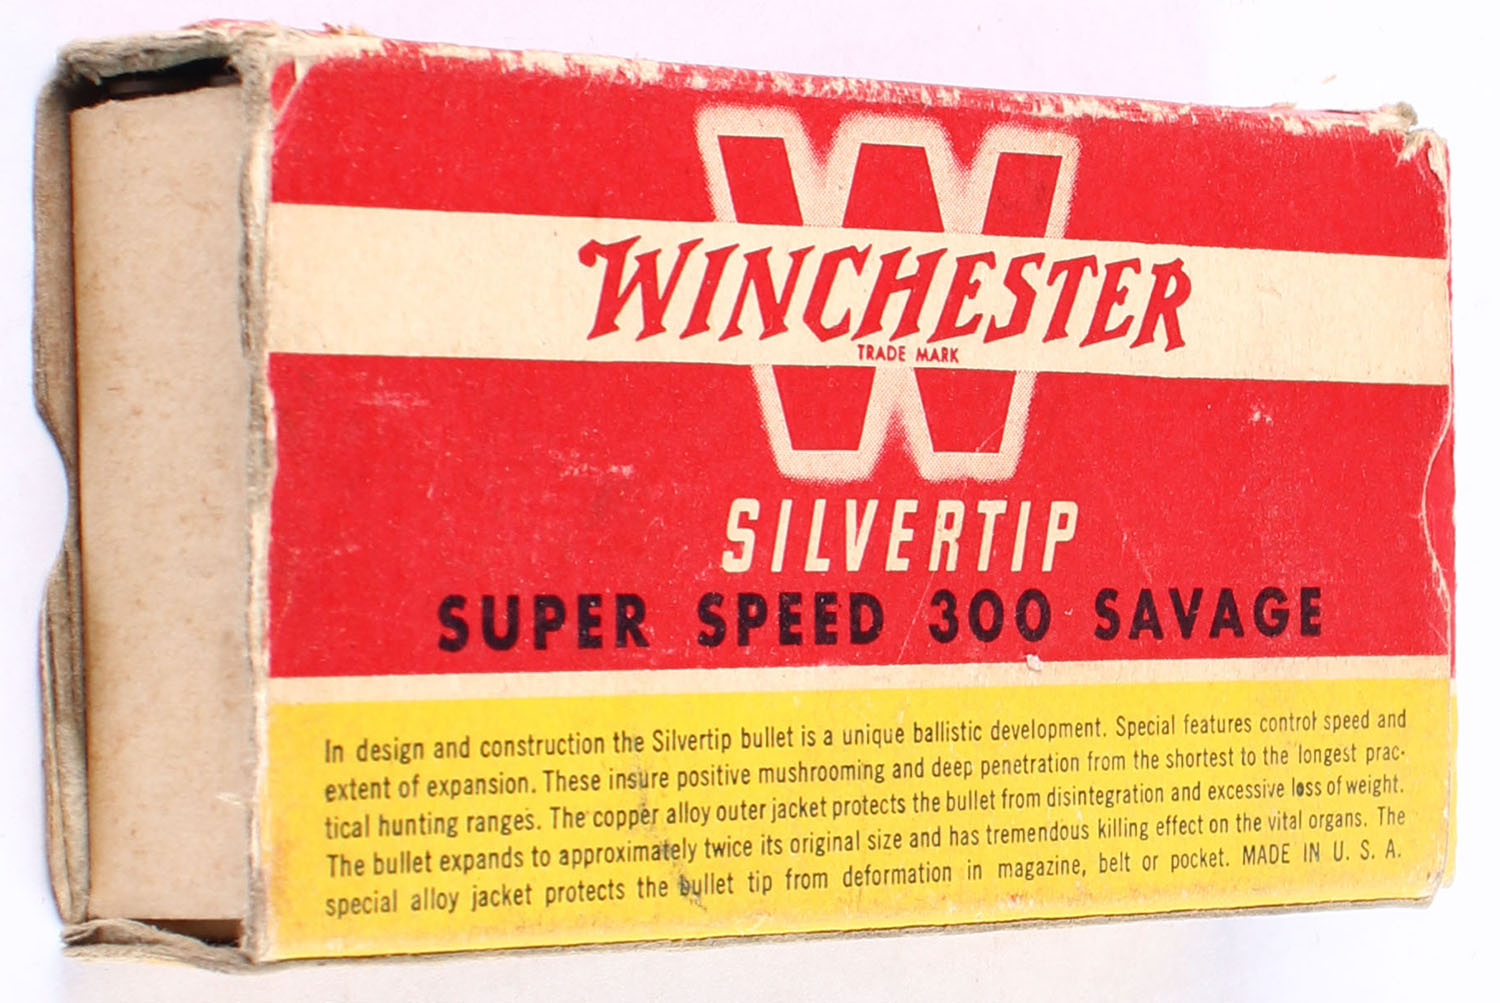 W
WINCHESTER
TRADE MARK
SILVERTIP
SUPER SPEED 300 SAVAGE
In design and construction the Silvertip bullet is a unique ballistic development. Special features control speed and
extent of expansion. These insure positive mushrooming and deep penetration from the shortest to the longest prac-
tical hunting ranges. The copper alloy outer jacket protects the bullet from disintegration and excessive loss of weight.
The bullet expands to approximately twice its original size and has tremendous killing effect on the vital organs. The
special alloy jacket protects the bullet tip from deformation in magazine, belt or pocket. MADE IN U. S. A.